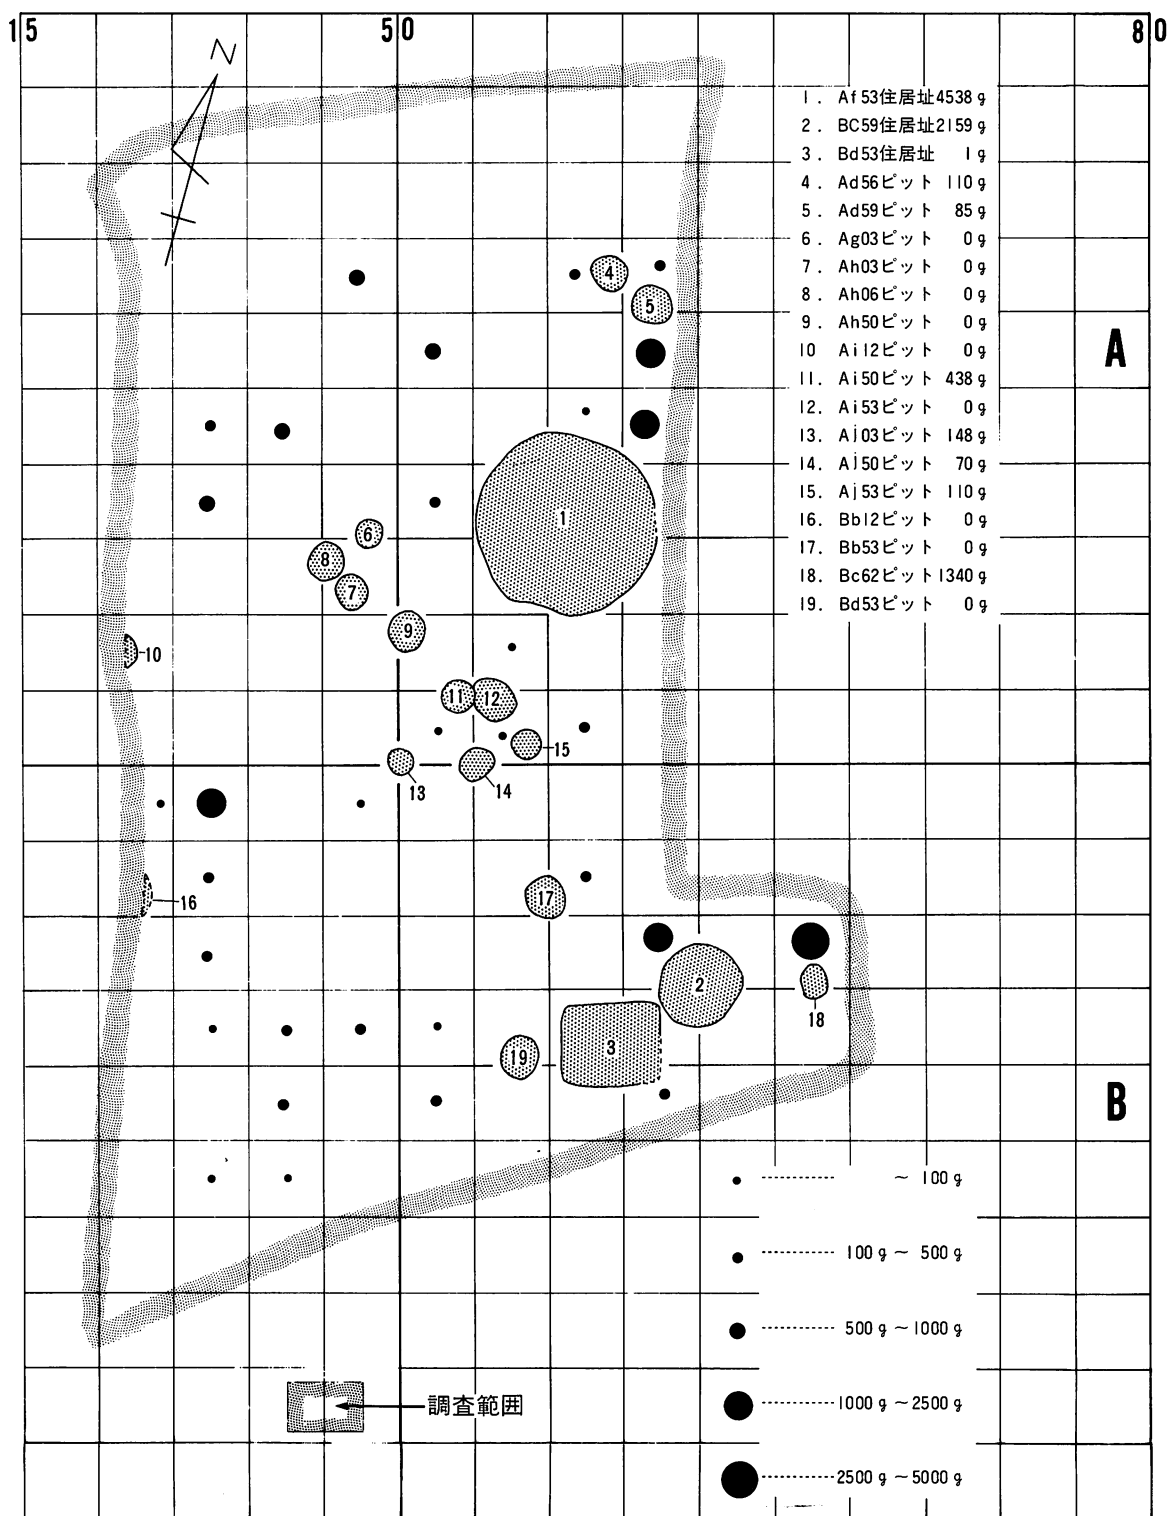 15 50 80
N
1. Af53住居址4538g
2. BC59住居址2159g
3. Bd53住居址 1g
4. Ad56ピット 110g
5. Ad59ピット 85g
6. Ag03ピット 0g
7. Ah03ピット 0g
8. Ah06ピット 0g
9. Ah50ピット 0g
10 Ai12ピット 0g
11. Ai50ピット 438g
12. Ai53ピット 0g
13. Aj03ピット 148g
14. Aj50ピット 70g
15. Aj53ピット 110g
16. Bb12ピット 0g
17. Bb53ピット 0g
18. Bc62ピット1340g
19. Bd53ピット 0g
4
5
A
1
6
8
7
9
10
11 12
15
13 14
16
17
2
18
3
19
B
~ 100g
100g ~ 500g
500g ~1000g
調査範囲
1000g ~2500g
2500g ~5000g